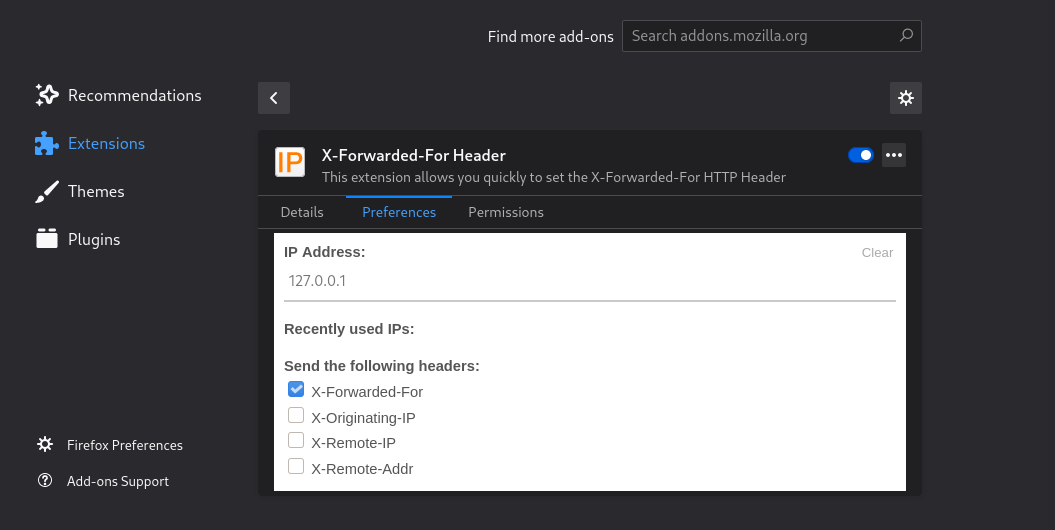 Find more add-ons
Search addons.mozilla.org
Recommendations
Extensions
Themes
Plugins
IP
X-Forwarded-For Header
This extension allows you quickly to set the X-Forwarded-For HTTP Header
Details Preferences Permissions
IP Address: Clear
127.0.0.1
Recently used IPs:
Send the following headers:
X-Forwarded-For
X-Originating-IP
X-Remote-IP
X-Remote-Addr
Firefox Preferences
Add-ons Support